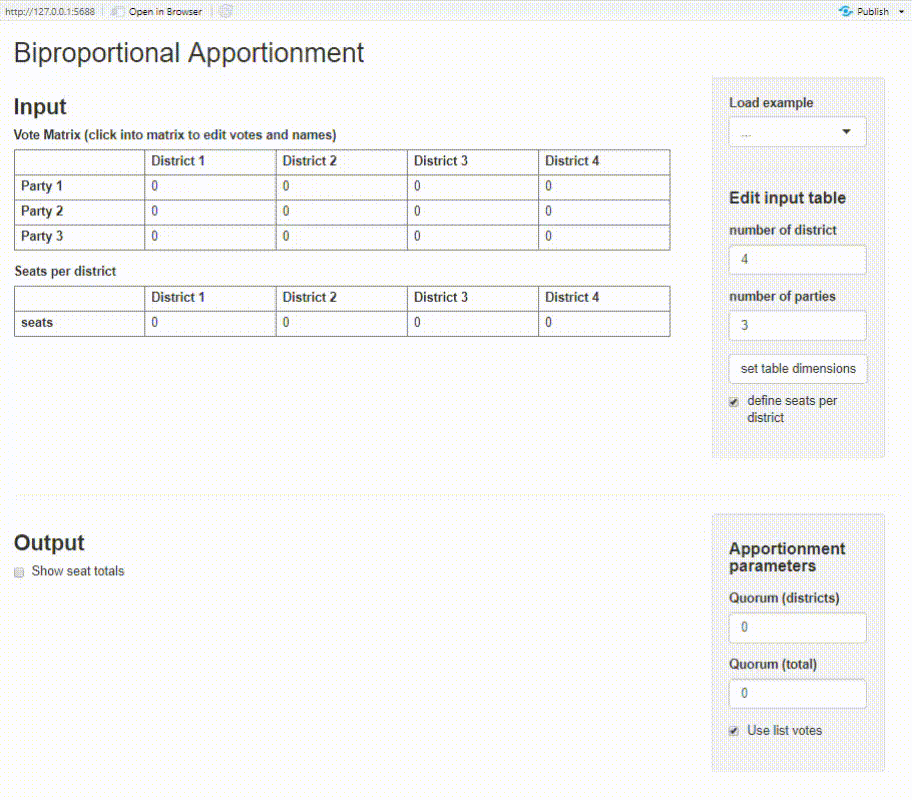 http://127.0.0.1:5688 Open in Browser Publish
Biproportional Apportionment
Input
Vote Matrix (click into matrix to edit votes and names)
District 1 District 2 District 3 District 4
Party 1 0 0 0 0
Party 2 0 0 0 0
Party 3 0 0 0 0
Seats per district
District 1 District 2 District 3 District 4
seats 0 0 0 0
Load example
...
Edit input table
number of district
4
number of parties
3
set table dimensions
define seats per
district
Output
Show seat totals
Apportionment
parameters
Quorum (districts)
0
Quorum (total)
0
Use list votes